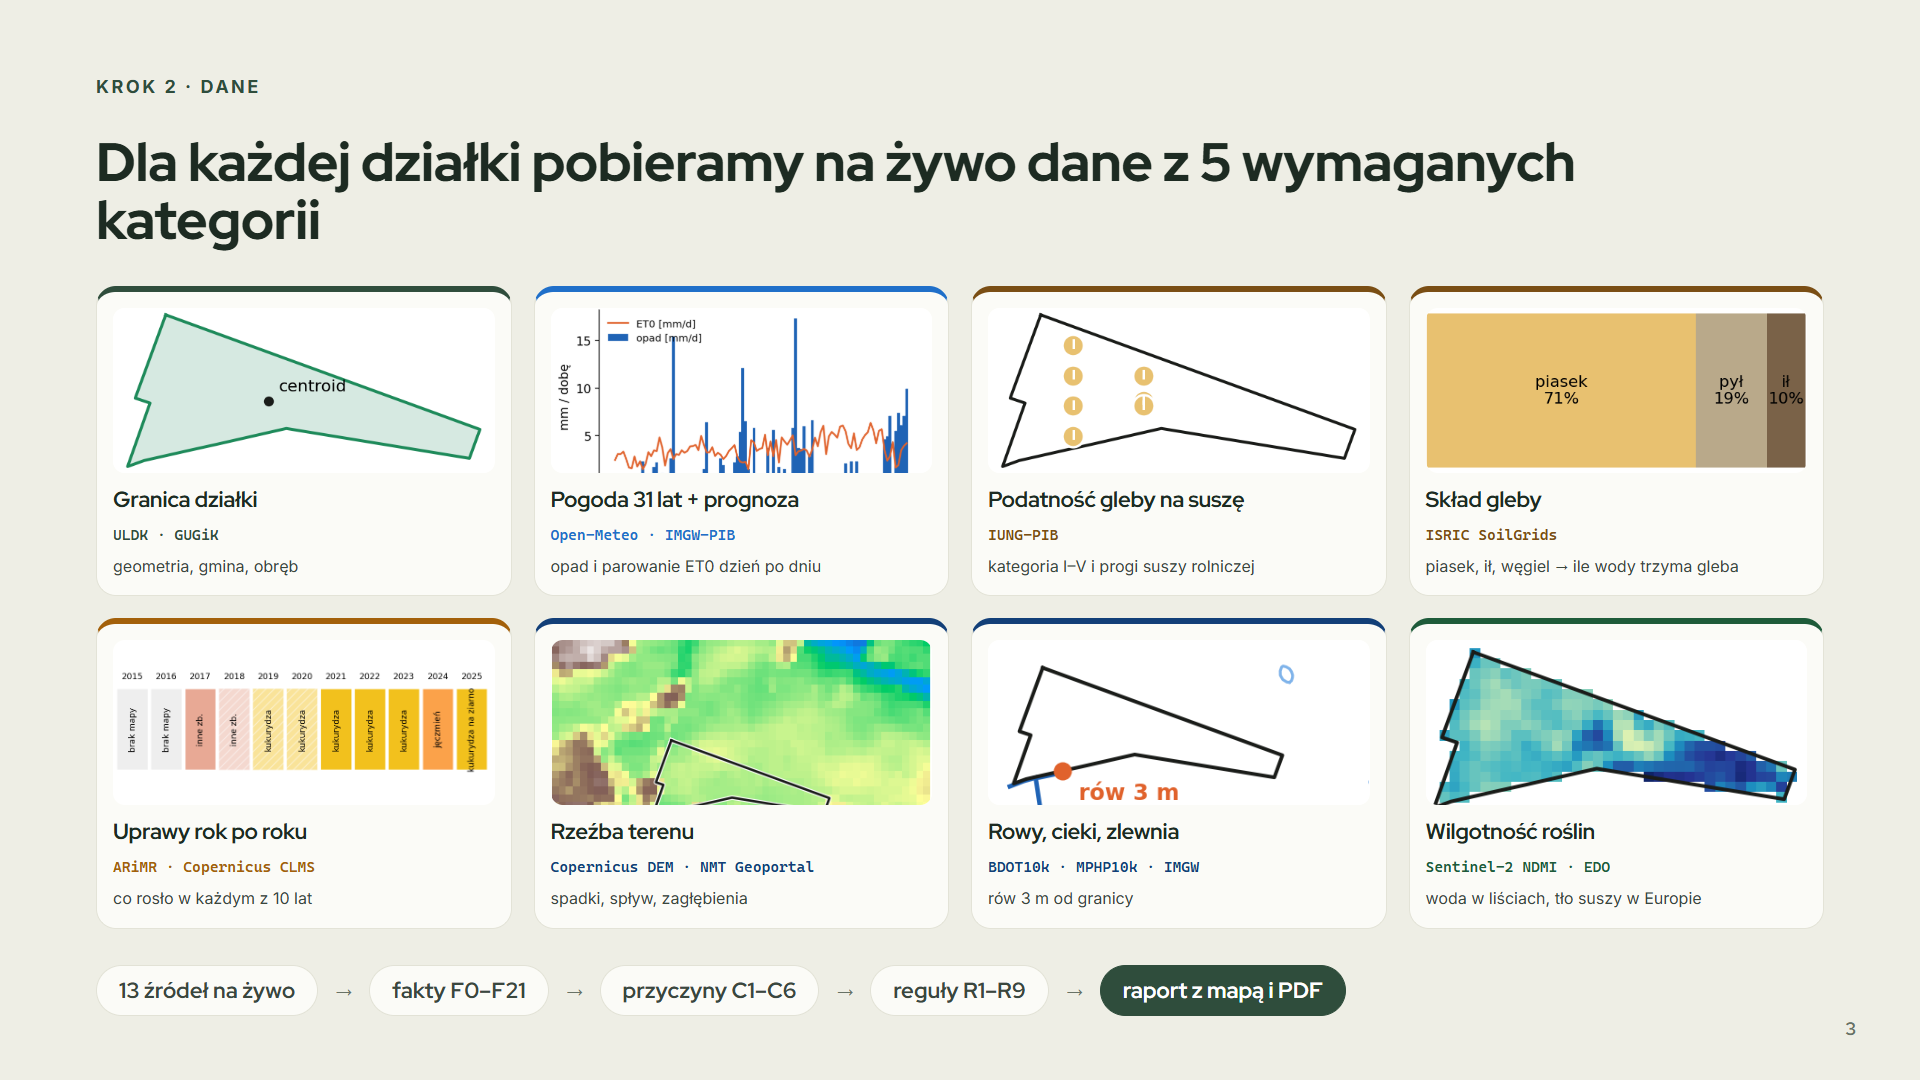 KROK 2 · DANE
Dla każdej działki pobieramy na żywo dane z 5 wymaganych
kategorii
centroid
Granica działki
ULDK · GUGiK
geometria, gmina, obręb
ET0 [mm/d]
opad [mm/d]
mm / dobę
15
10
5
Pogoda 31 lat + prognoza
Open-Meteo · IMGW-PIB
opad i parowanie ET0 dzień po dniu
I
I
I
I
I
I
Podatność gleby na suszę
IUNG-PIB
kategoria I–V i progi suszy rolniczej
piasek
71%
pył
19%
ił
10%
Skład gleby
ISRIC SoilGrids
piasek, ił, węgiel → ile wody trzyma gleba
2015 2016 2017 2018 2019 2020 2021 2022 2023 2024 2025
brak mapy
brak mapy
inne zb.
inne zb.
kukurydza
kukurydza
kukurydza
kukurydza
kukurydza
jęczmień
kukurydza na ziarno
Uprawy rok po roku
ARiMR · Copernicus CLMS
co rosło w każdym z 10 lat
Rzeźba terenu
Copernicus DEM · NMT Geoportal
spadki, spływ, zagłębienia
rów 3 m
Rowy, cieki, zlewnia
BDOT10k · MPHP10k · IMGW
rów 3 m od granicy
Wilgotność roślin
Sentinel-2 NDMI · EDO
woda w liściach, tło suszy w Europie
13 źródeł na żywo → fakty F0–F21 → przyczyny C1–C6 → reguły R1–R9 → raport z mapą i PDF
3